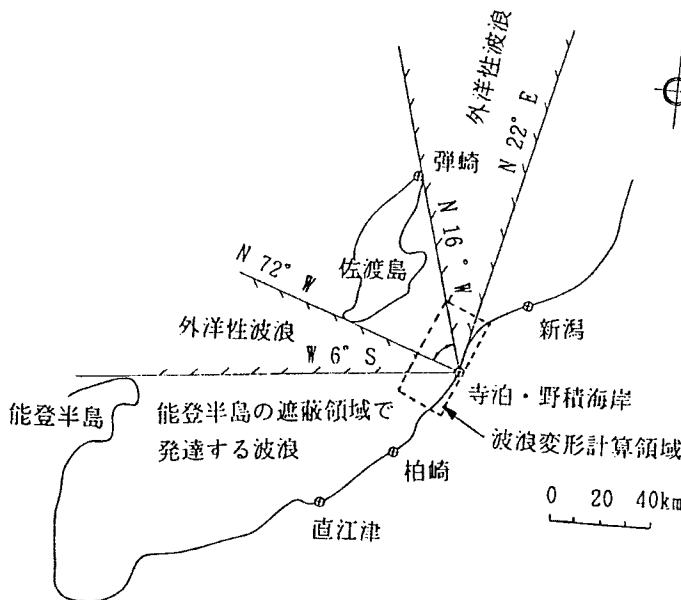 外洋性波浪
N 22° E
弾崎
N 16° W
N 72° W
佐渡島
外洋性波浪
新潟
W 6° S
能登半島
能登半島の遮蔽領域で
発達する波浪
寺泊・野積海岸
波浪変形計算領域
柏崎
直江津
0 20 40km